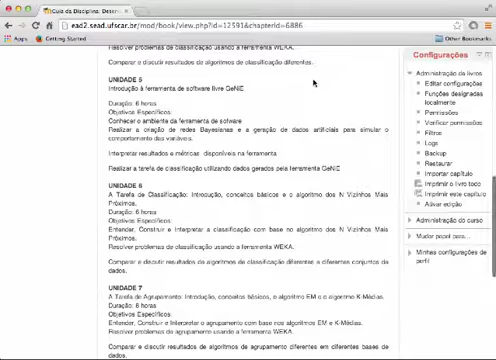 Guia da Disciplina: Desen
ead2.sead.ufscar.br/mod/book/view.php?id=12591&chapterid=6886
Apps
Getting Started
Other Bookmarks
Resolver problemas de classificação usando a ferramenta WEKA.
Comparar e discutir resultados de algoritmos de classificação diferentes.
UNIDADE 5
Introdução à ferramenta de software livre GeNIE
Duração: 6 horas
Objetivos Específicos:
Conhecer o ambiente da ferramenta de sofware
Realizar a criação de redes Bayesianas e a geração de dados artificiais para simular o
comportamento das variáveis.
Interpretar resultados e métricas disponíveis na ferramenta
Realizar a tarefa de classificação utilizando dados gerados pela ferramenta GeNIE
UNIDADE 6
A Tarefa de Classificação: Introdução, conceitos básicos e o algoritmo dos N Vizinhos Mais
Próximos.
Duração: 6 horas
Objetivos Específicos:
Entender, Construir e Interpretar a classificação com base no algoritmo dos N Vizinhos Mais
Próximos.
Resolver problemas de classificação usando a ferramenta WEKA.
Comparar e discutir resultados de algoritmos de classificação diferentes e diferentes conjuntos de
dados.
UNIDADE 7
A Tarefa de Agrupamento: Introdução, conceitos básicos, e algoritmo EM e o algoritmo K-Médias.
Duração: 6 horas
Objetivos Específicos:
Entender, Construir e Interpretar o agrupamento com base nos algoritmos EM e K-Médias.
Resolver problemas de agrupamento usando a ferramenta WEKA.
Comparar e discutir resultados de algoritmos de agrupamento diferentes em diferentes bases de
dados.
Configurações
Administração do livros
Editar configurações
Funções designadas
localmente
Permissões
Verificar permissões
Filtros
Logs
Backup
Restaurar
Importar capítulo
Imprimir o livro todo
Imprimir este capítulo
Ativar edição
Administração do curso
Mudar papel para...
Minhas configurações de
perfil